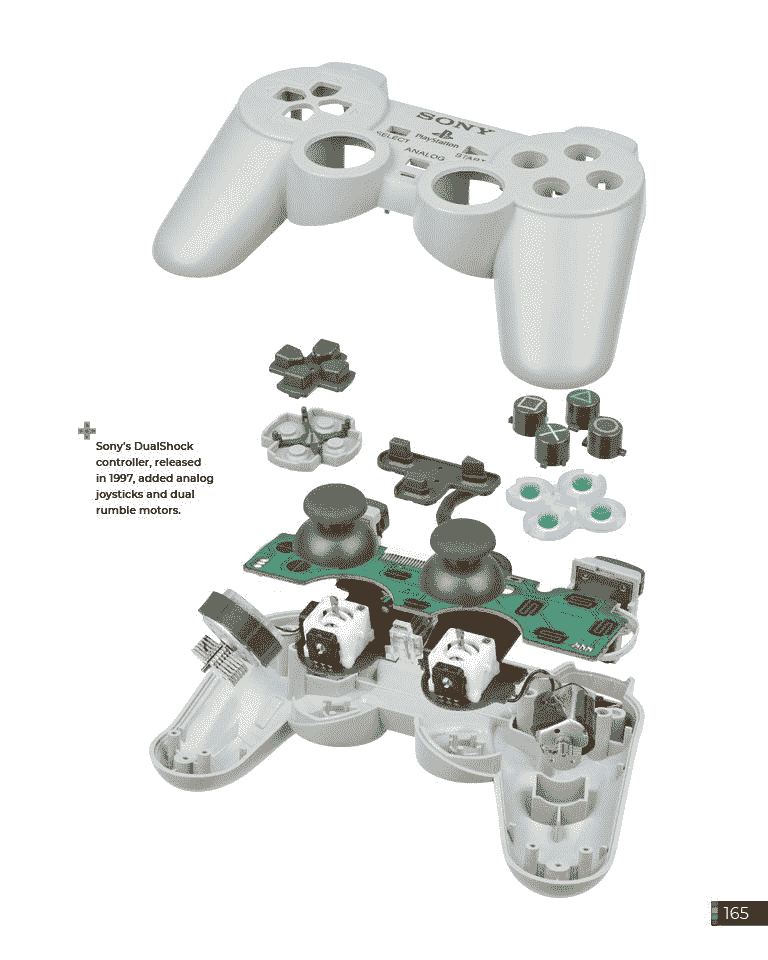 SONY
SELECT
PlayStation
START
ANALOG
Sony's DualShock
controller, released
in 1997, added analog
joysticks and dual
rumble motors.
165